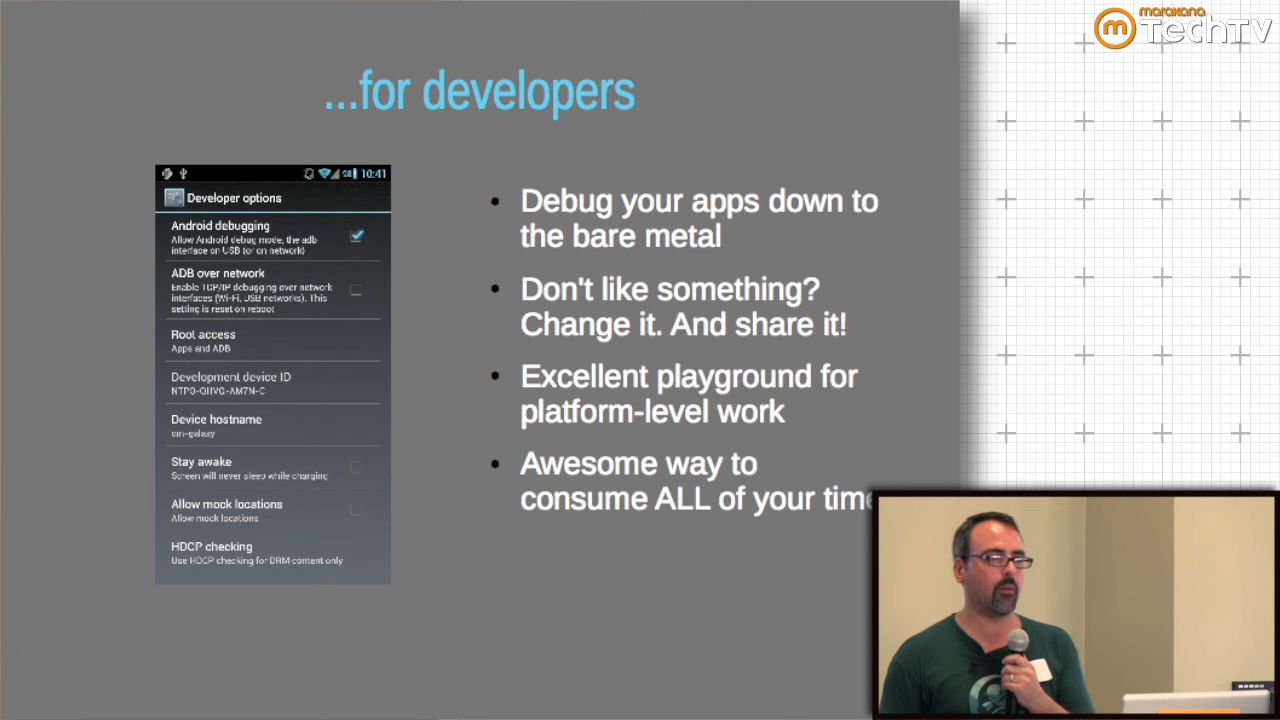 marakana
TechTV
...for developers
10:41
Developer options
Android debugging
Allow Android debug mode, the adb
interface on USB (or on network)
ADB over network
Enable TCP/IP debugging over network
interfaces (Wi-Fi, USB networks). This
setting is reset on reboot
Root access
Apps and ADB
Development device ID
Device hostname
cm-galaxy
Stay awake
Screen will never sleep while charging
Allow mock locations
Allow mock locations
HDCP checking
Use HDCP checking for DRM content only
• Debug your apps down to
the bare metal
• Don't like something?
Change it. And share it!
• Excellent playground for
platform-level work
• Awesome way to
consume ALL of your time